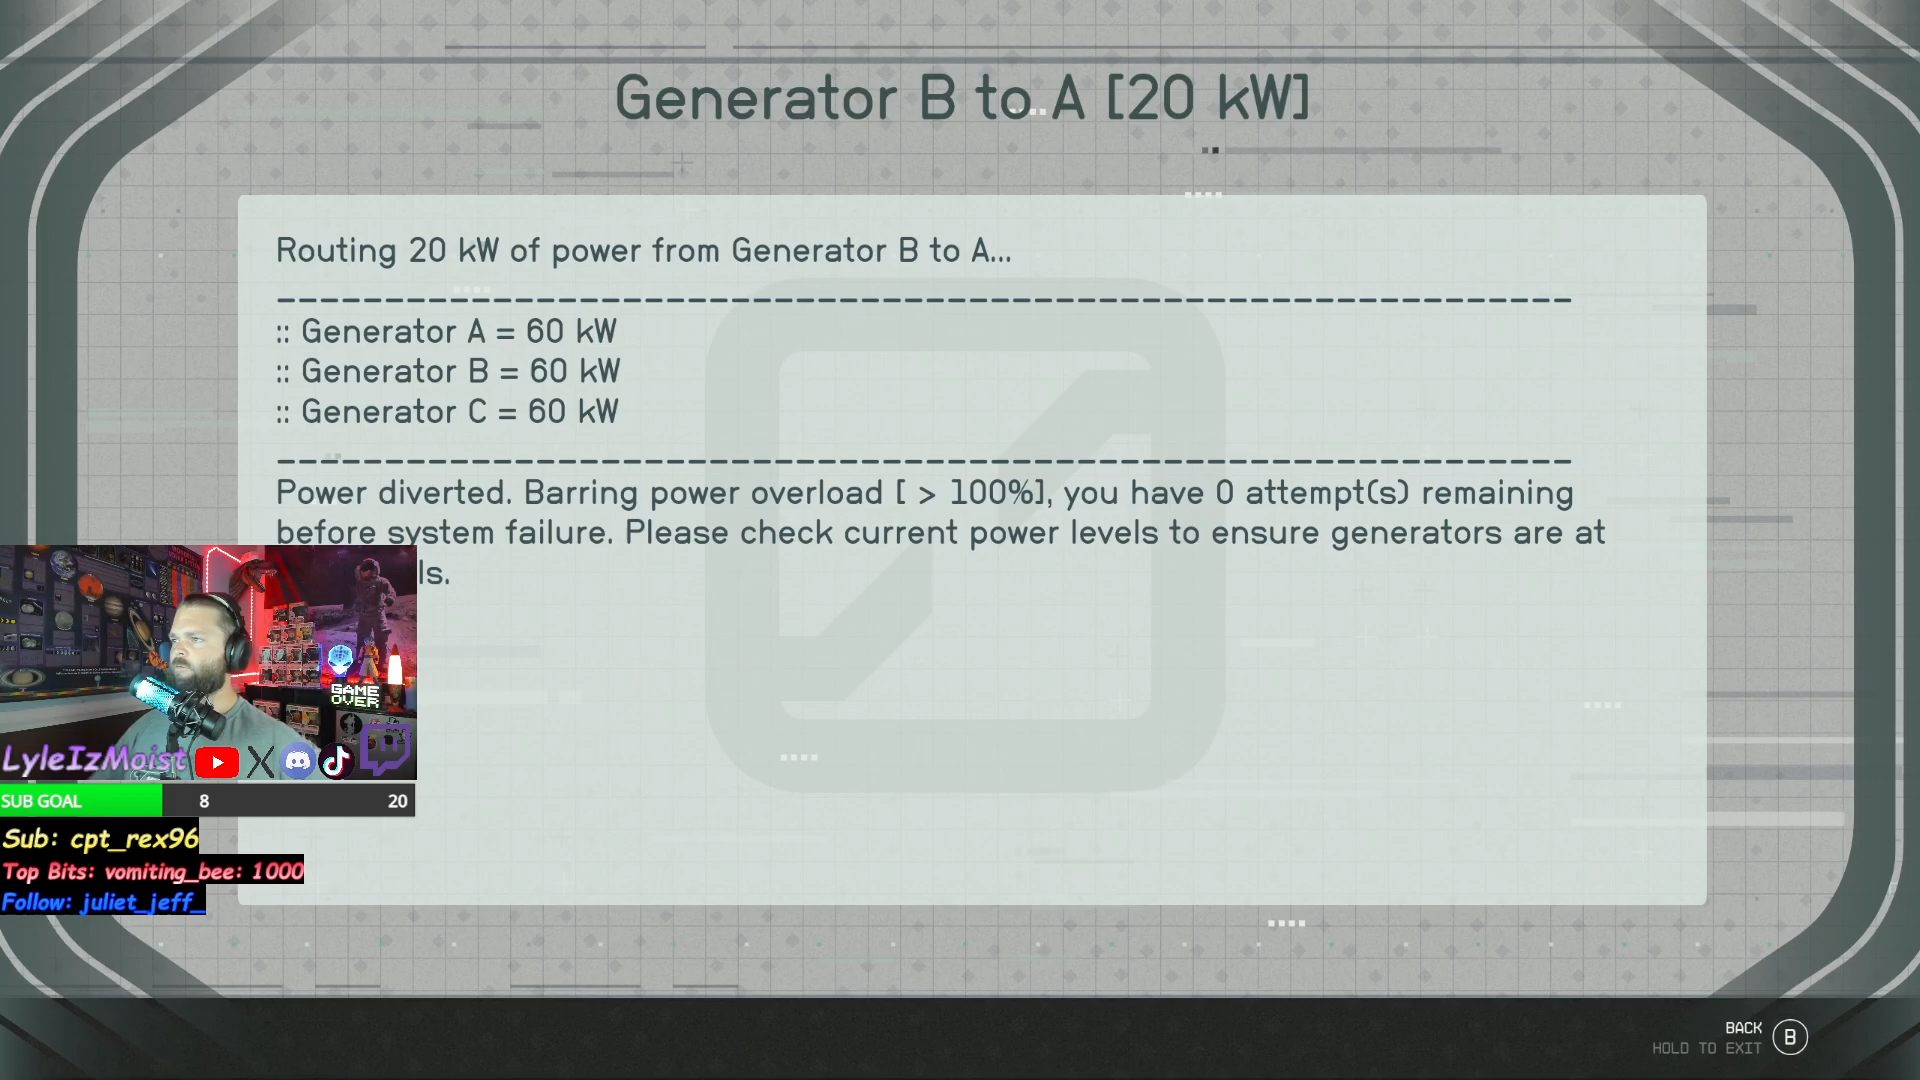 Generator B to A [20 kW]
Routing 20 kW of power from Generator B to A...
:: Generator A = 60 kW
:: Generator B = 60 kW
:: Generator C = 60 kW
Power diverted. Barring power overload [ > 100%], you have 0 attempt(s) remaining
before system failure. Please check current power levels to ensure generators are at
ls.
GAME
OVER
LyleIzMoist
SUB GOAL 8 20
Sub: cpt_rex96
Top Bits: vomiting_bee: 1000
Follow: juliet_jeff_
BACK B
HOLD TO EXIT